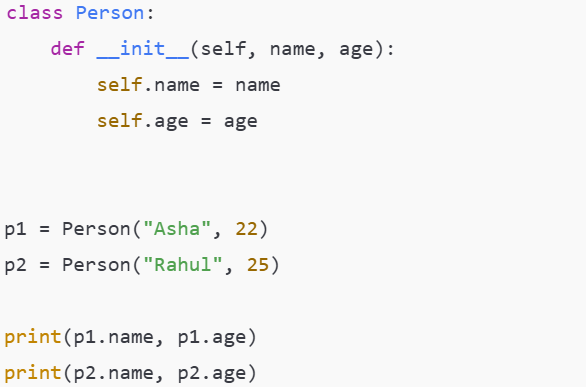 class Person:
    def __init__(self, name, age):
        self.name = name
        self.age = age
p1 = Person("Asha", 22)
p2 = Person("Rahul", 25)
print(p1.name, p1.age)
print(p2.name, p2.age)